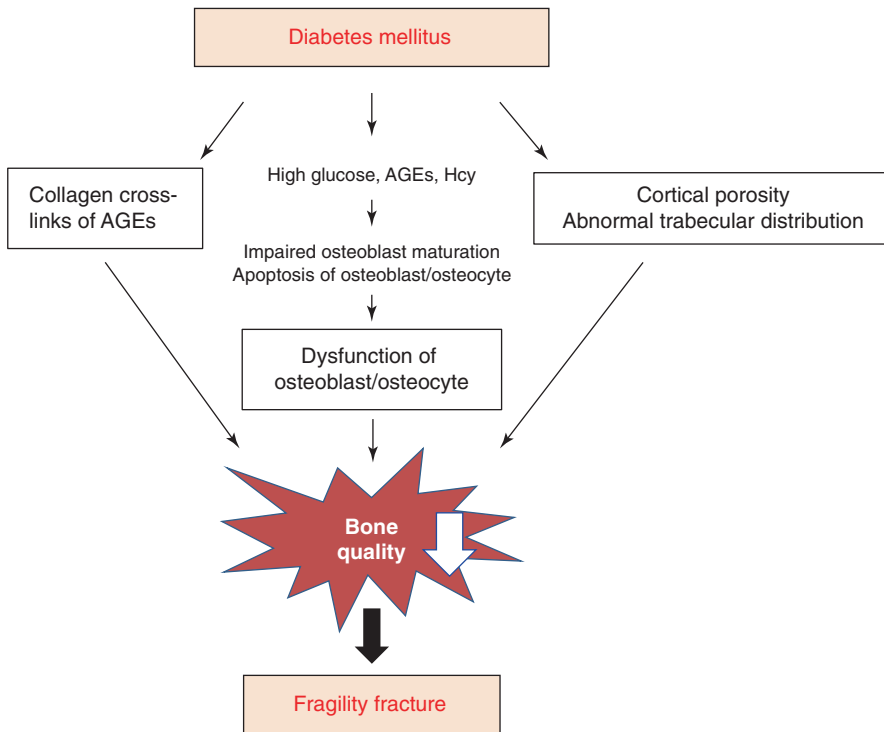 Diabetes mellitus
Collagen cross-
links of AGEs
High glucose, AGEs, Hcy
Impaired osteoblast maturation
Apoptosis of osteoblast/osteocyte
Dysfunction of
osteoblast/osteocyte
Cortical porosity
Abnormal trabecular distribution
Bone
quality
Fragility fracture